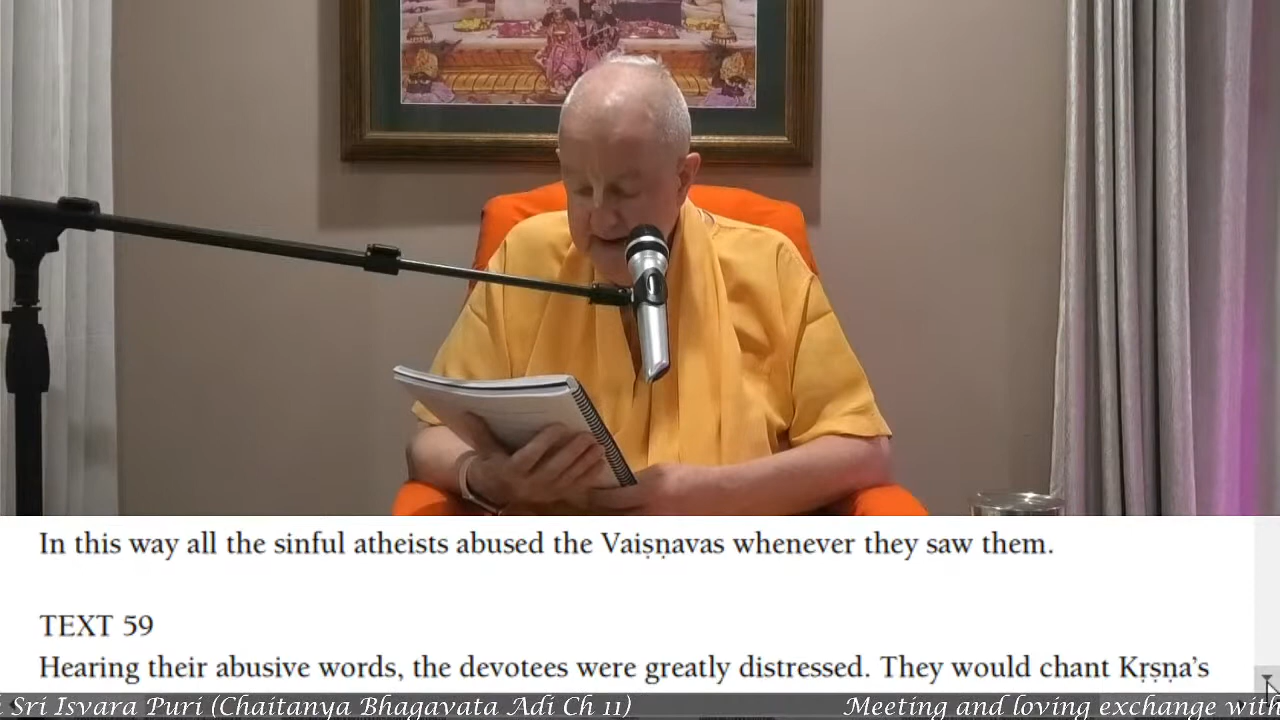 In this way all the sinful atheists abused the Vaiṣṇavas whenever they saw them.
TEXT 59
Hearing their abusive words, the devotees were greatly distressed. They would chant Kṛṣṇa’s
Sri Isvara Puri (Chaitanya Bhagavata Adi Ch 11) Meeting and loving exchange with